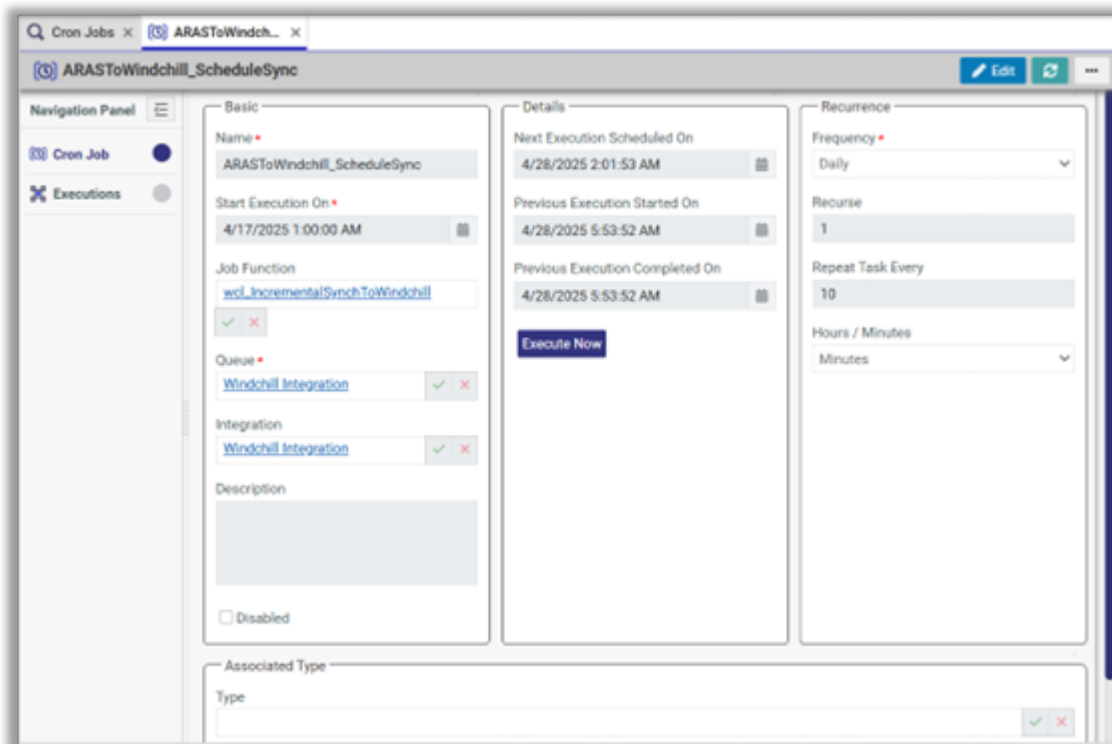 Cron Jobs
ARASToWindch...
ARASToWindchill_ScheduleSync
Edit
Navigation Panel
Cron Job
Executions
Basic
Name
ARASToWindchill_ScheduleSync
Start Execution On
4/17/2025 1:00:00 AM
Job Function
wcl_IncrementalSynchToWindchill
Queue
Windchill Integration
Integration
Windchill Integration
Description
Disabled
Details
Next Execution Scheduled On
4/28/2025 2:01:53 AM
Previous Execution Started On
4/28/2025 5:53:52 AM
Previous Execution Completed On
4/28/2025 5:53:52 AM
Execute Now
Recurrence
Frequency
Daily
Recurse
1
Repeat Task Every
10
Hours / Minutes
Minutes
Associated Type
Type